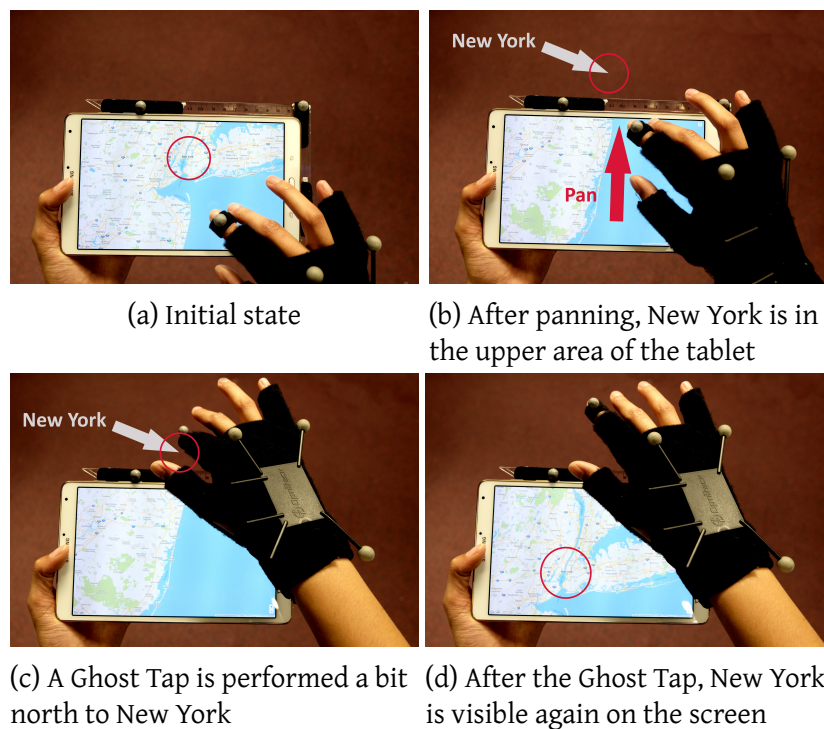 New York
Pan
(a) Initial state
(b) After panning, New York is in
the upper area of the tablet
New York
(c) A Ghost Tap is performed a bit
north to New York
(d) After the Ghost Tap, New York
is visible again on the screen